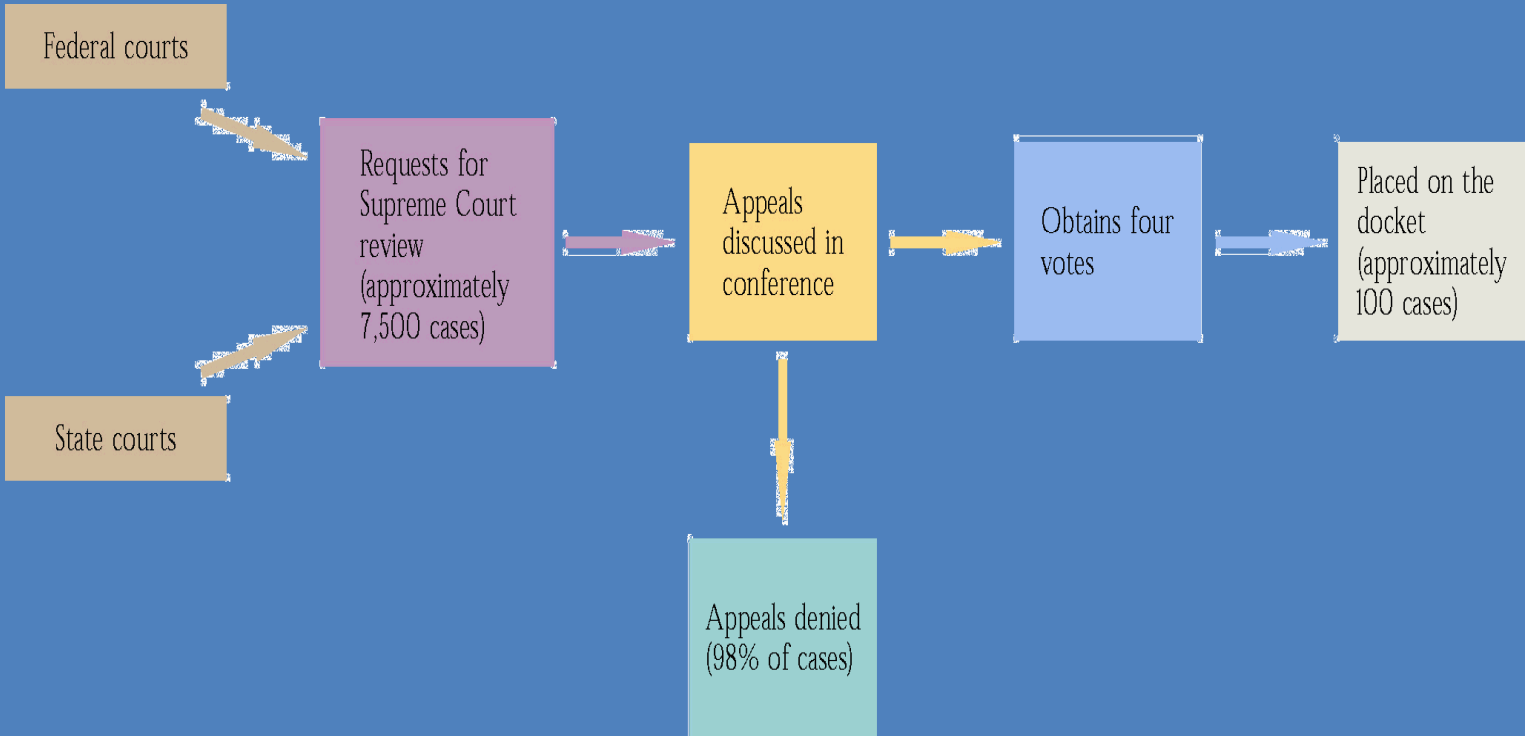 Federal courts
Requests for
Supreme Court
review
(approximately
7,500 cases)
Appeals
discussed in
conference
Obtains four
votes
Placed on the
docket
(approximately
100 cases)
State courts
Appeals denied
(98% of cases)